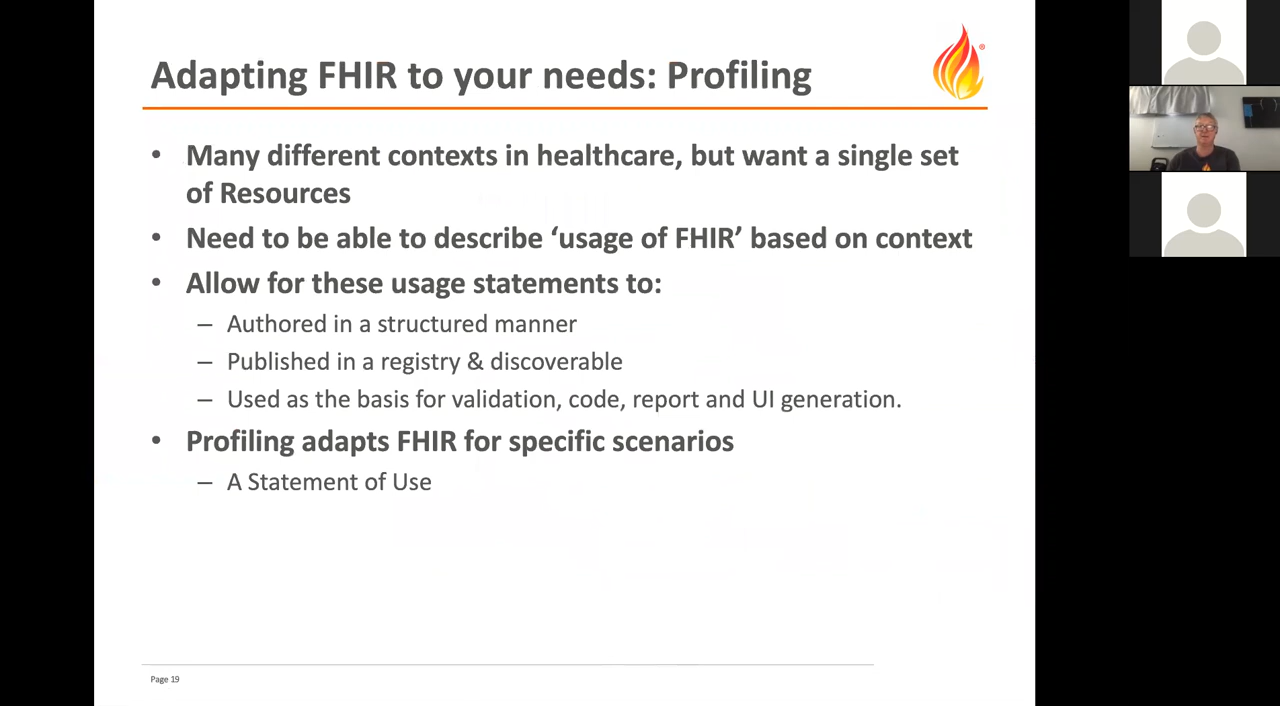 Adapting FHIR to your needs: Profiling
®
• Many different contexts in healthcare, but want a single set
of Resources
• Need to be able to describe ‘usage of FHIR’ based on context
• Allow for these usage statements to:
– Authored in a structured manner
– Published in a registry & discoverable
– Used as the basis for validation, code, report and UI generation.
• Profiling adapts FHIR for specific scenarios
– A Statement of Use
Page 19